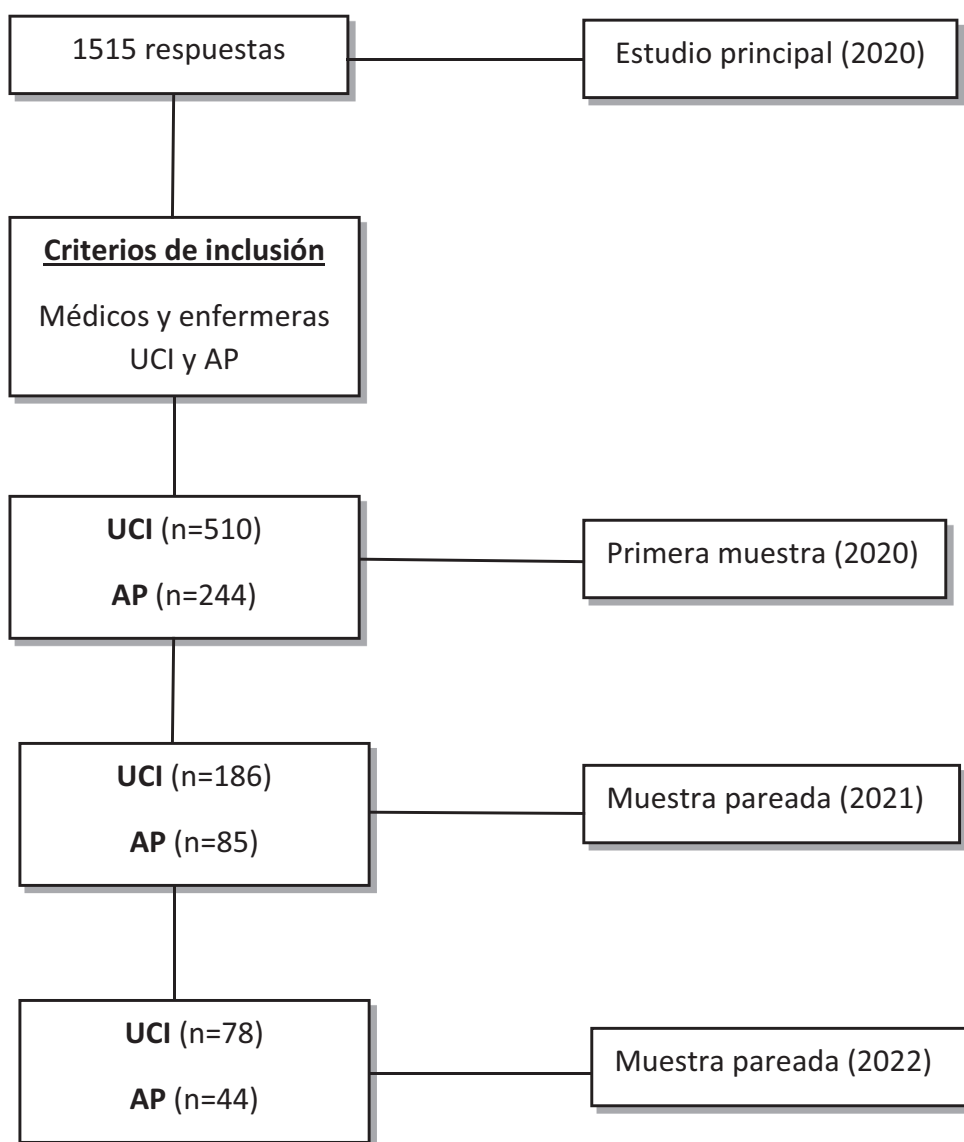 1515 respuestas
Estudio principal (2020)
Criterios de inclusión
Médicos y enfermeras
UCI y AP
UCI (n=510)
AP (n=244)
Primera muestra (2020)
UCI (n=186)
AP (n=85)
Muestra pareada (2021)
UCI (n=78)
AP (n=44)
Muestra pareada (2022)